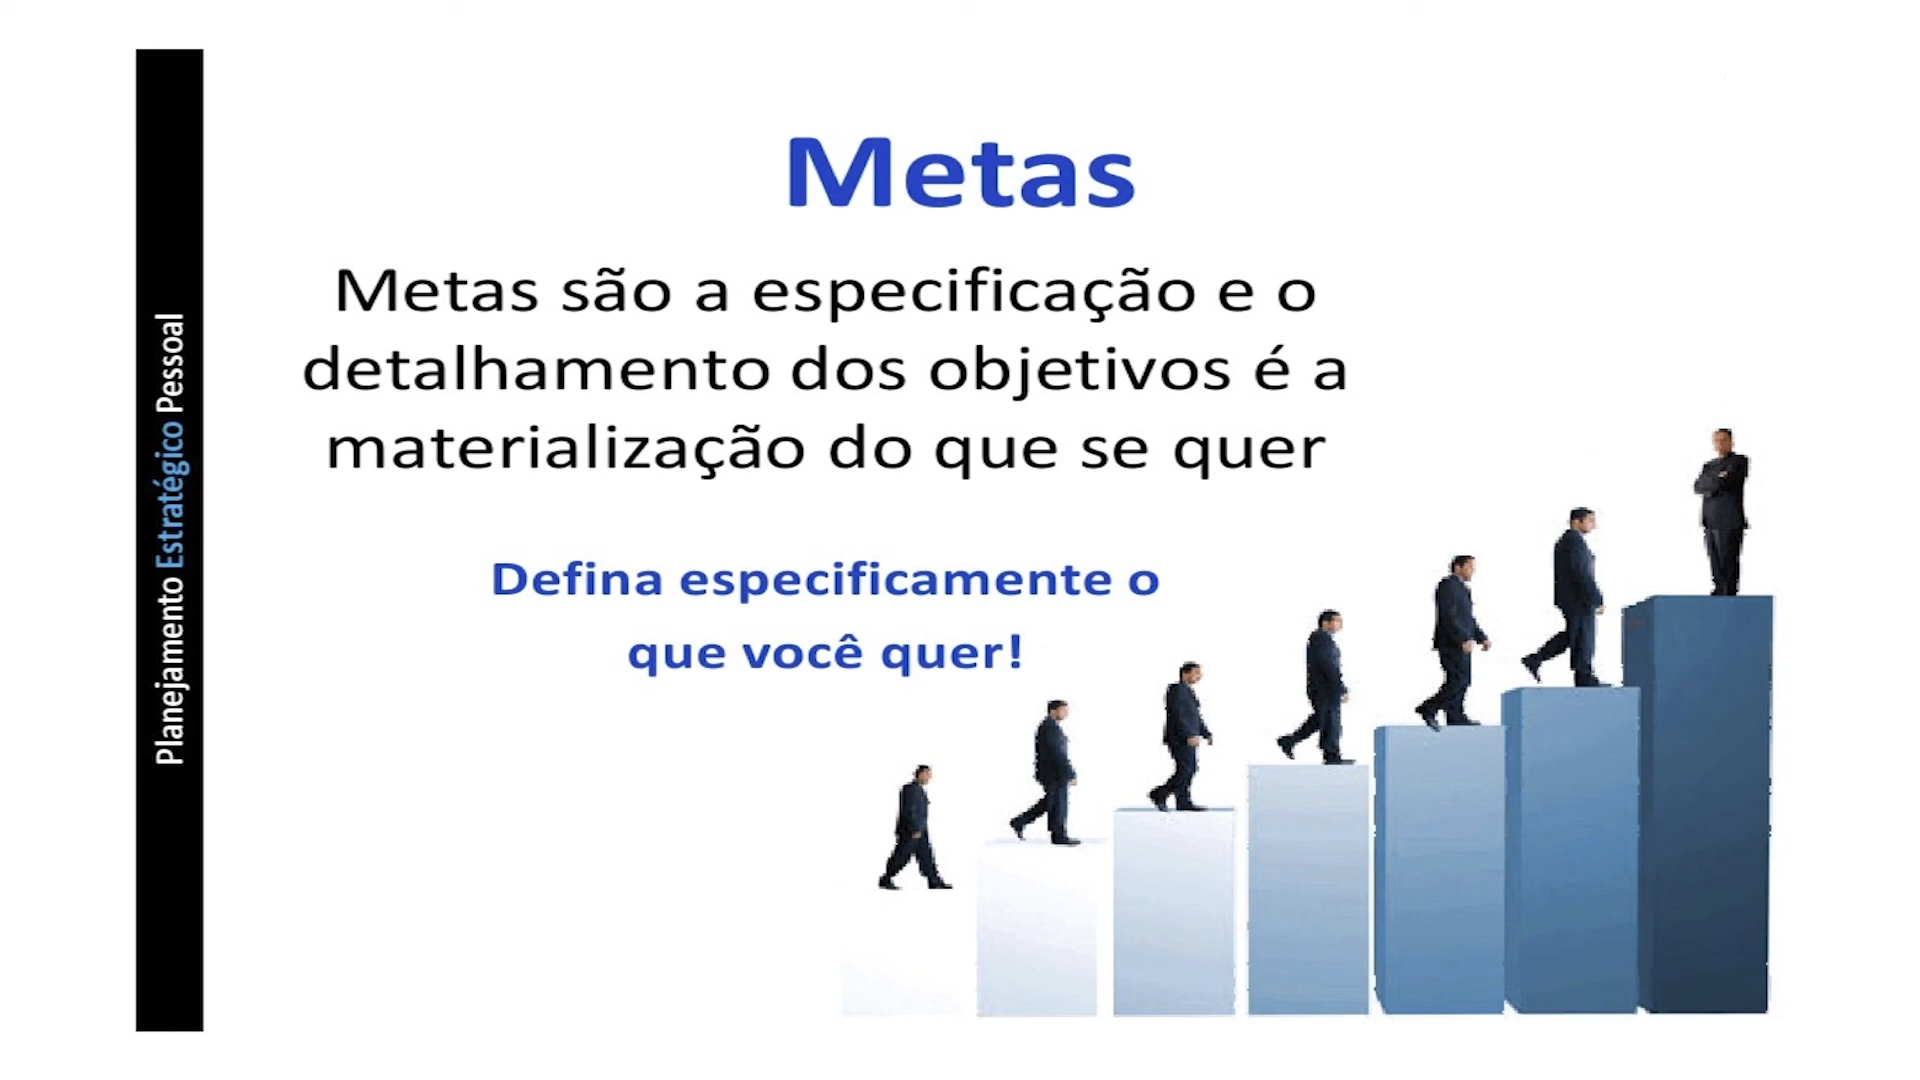 Planejamento Estratégico Pessoal
Metas
Metas são a especificação e o
detalhamento dos objetivos é a
materialização do que se quer
Defina especificamente o
que você quer!